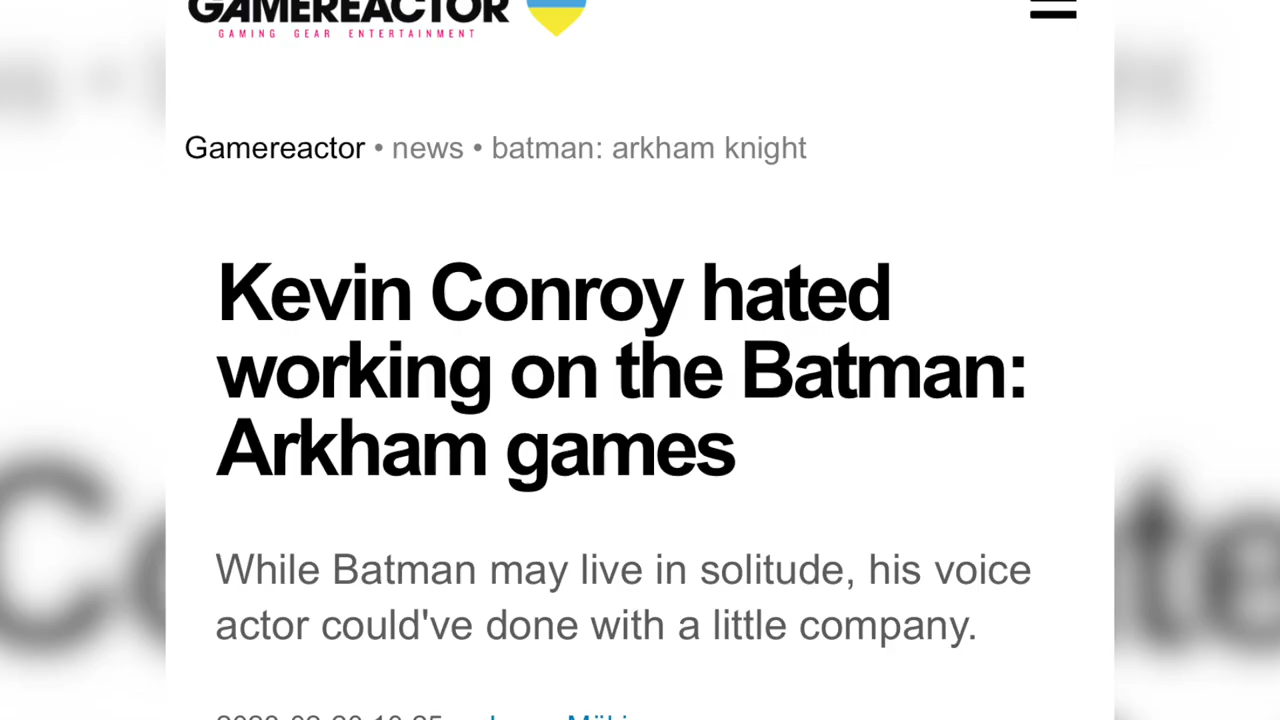 GAMEREACTOR
GAMING GEAR ENTERTAINMENT
Gamereactor • news • batman: arkham knight
Kevin Conroy hated
working on the Batman:
Arkham games
While Batman may live in solitude, his voice
actor could've done with a little company.